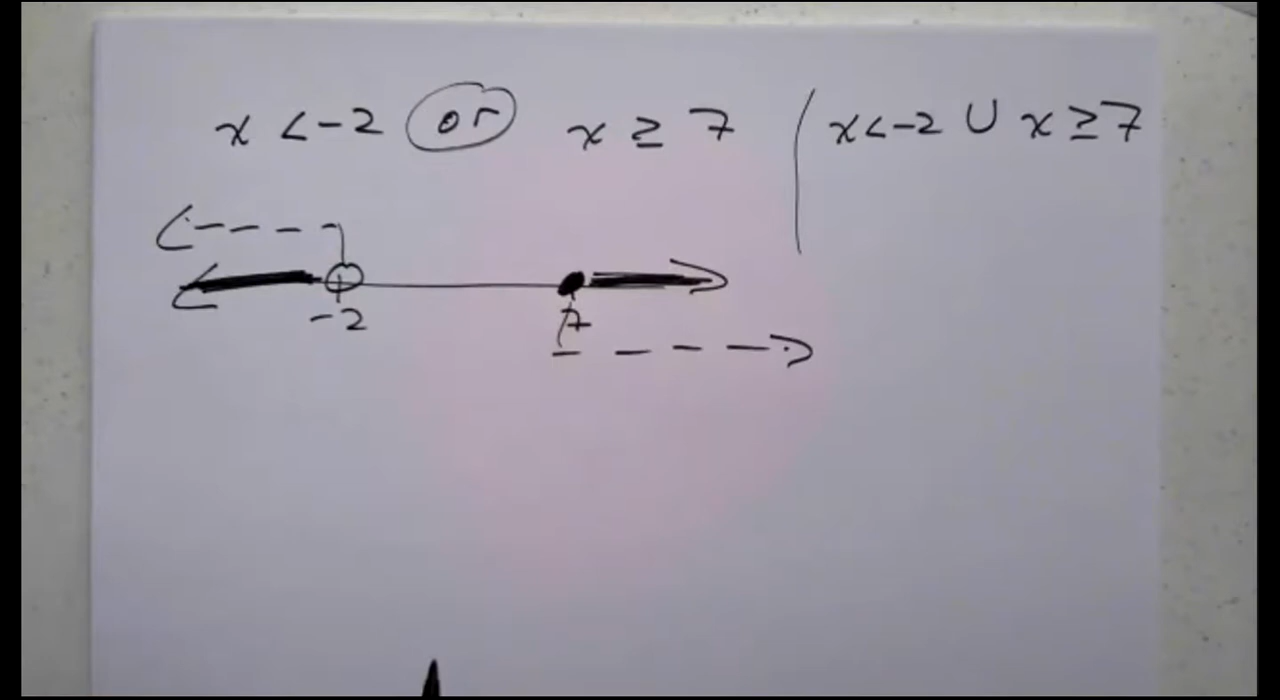 x < -2 or x ≥ 7 | x < -2 ∪ x ≥ 7
-2 7